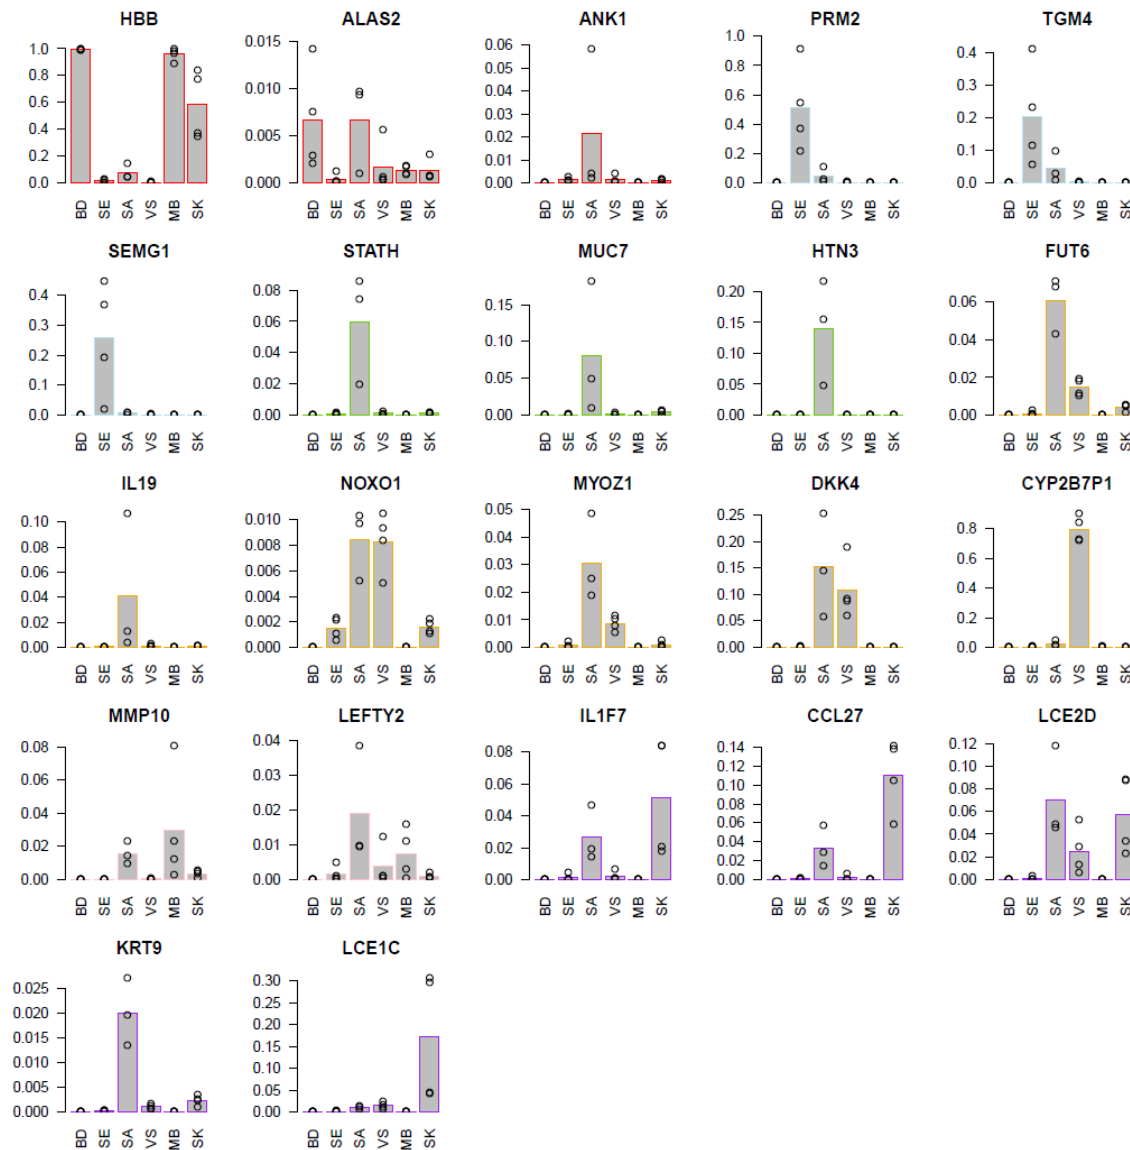 HBB ALAS2 ANK1 PRM2 TGM4
1.0 0.015 0.06 1.0 0.4
0.8 0.010 0.05 0.8 0.3
0.6 0.005 0.04 0.6 0.2
0.4 0.000 0.03 0.4 0.1
0.2 0.02 0.2 0.0
0.0 0.01 0.0
0.00
BD SE SA VS MB SK BD SE SA VS MB SK BD SE SA VS MB SK BD SE SA VS MB SK BD SE SA VS MB SK
SEMG1 STATH MUC7 HTN3 FUT6
0.4 0.08 0.15 0.20 0.06
0.3 0.06 0.10 0.15 0.04
0.2 0.04 0.05 0.10 0.02
0.1 0.02 0.00 0.05 0.00
0.0 0.00 0.00
BD SE SA VS MB SK BD SE SA VS MB SK BD SE SA VS MB SK BD SE SA VS MB SK BD SE SA VS MB SK
IL19 NOXO1 MYOZ1 DKK4 CYP2B7P1
0.10 0.010 0.05 0.25 0.8
0.08 0.008 0.04 0.20 0.6
0.06 0.006 0.03 0.15 0.4
0.04 0.004 0.02 0.10 0.2
0.02 0.002 0.01 0.05 0.0
0.00 0.000 0.00 0.00
BD SE SA VS MB SK BD SE SA VS MB SK BD SE SA VS MB SK BD SE SA VS MB SK BD SE SA VS MB SK
MMP10 LEFTY2 IL1F7 CCL27 LCE2D
0.08 0.04 0.08 0.14 0.12
0.06 0.03 0.06 0.12 0.10
0.04 0.02 0.04 0.10 0.08
0.02 0.01 0.02 0.08 0.06
0.00 0.00 0.00 0.06 0.04
0.04 0.02
0.02 0.00
0.00
BD SE SA VS MB SK BD SE SA VS MB SK BD SE SA VS MB SK BD SE SA VS MB SK BD SE SA VS MB SK
KRT9 LCE1C
0.025 0.30
0.020 0.25
0.015 0.20
0.010 0.15
0.005 0.10
0.000 0.05
0.00
BD SE SA VS MB SK BD SE SA VS MB SK